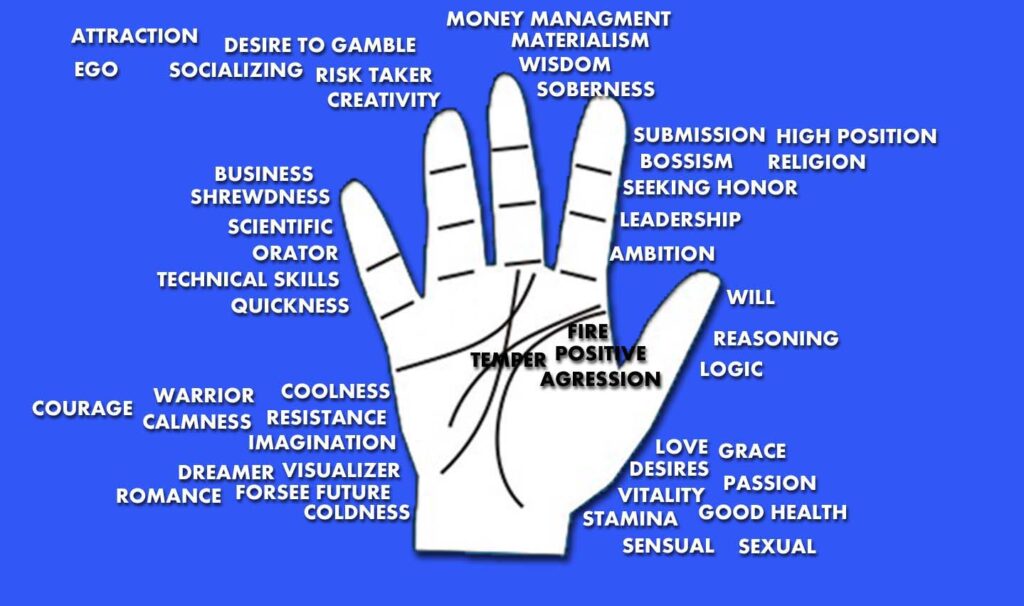 MONEY MANAGMENT
MATERIALISM
WISDOM
SOBERNESS
ATTRACTION
DESIRE TO GAMBLE
EGO
SOCIALIZING
RISK TAKER
CREATIVITY
SUBMISSION
HIGH POSITION
BOSSISM
RELIGION
SEEKING HONOR
LEADERSHIP
AMBITION
BUSINESS
SHREWDNESS
SCIENTIFIC
ORATOR
TECHNICAL SKILLS
QUICKNESS
WILL
REASONING
LOGIC
FIRE
TEMPER
POSITIVE
AGRESSION
COURAGE
WARRIOR
COOLNESS
CALMNESS
RESISTANCE
IMAGINATION
DREAMER
VISUALIZER
ROMANCE
FORSEE FUTURE
COLDNESS
LOVE
GRACE
DESIRES
PASSION
VITALITY
STAMINA
GOOD HEALTH
SENSUAL
SEXUAL